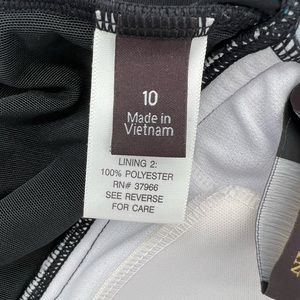 10
Made in
Vietnam
LINING 2:
100% POLYESTER
RN# 37966
SEE REVERSE
FOR CARE